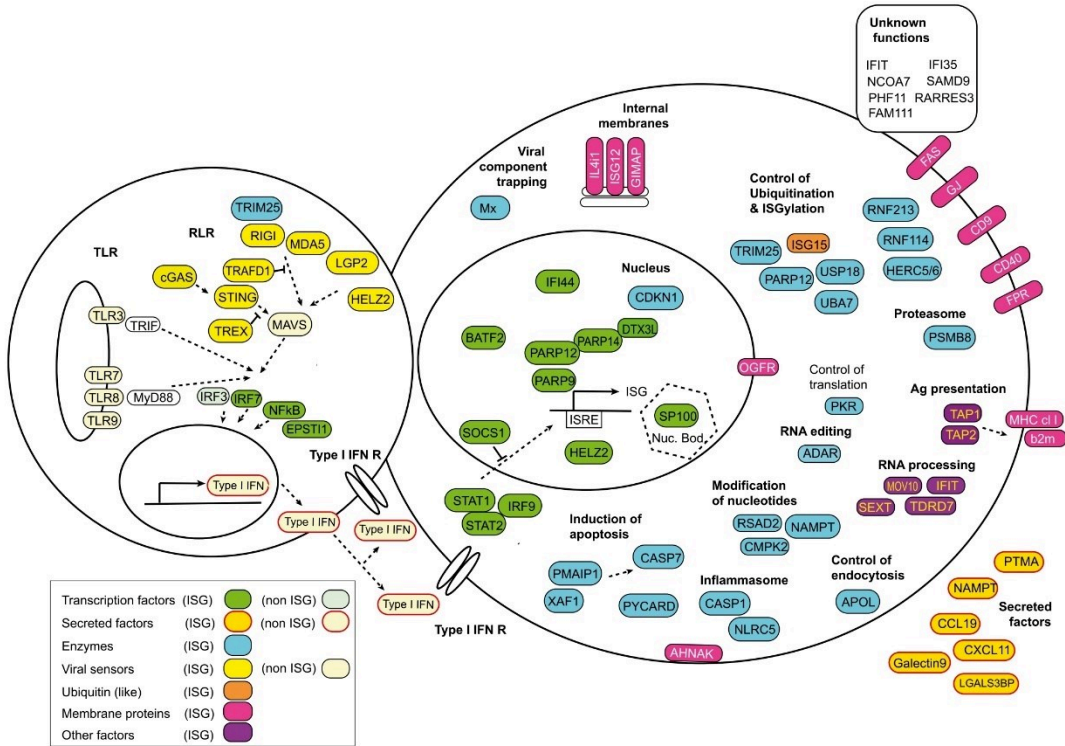 Unknown
functions
IFIT IFI35
NCOA7 SAMD9
PHF11 RARRES3
FAM111
Internal
membranes
IL4i1
ISG12
GIMAP
Viral
component
trapping
Mx
Control of
Ubiquitination
& ISGylation
TRIM25
ISG15
PARP12
USP18
UBA7
RNF213
RNF114
HERC5/6
FAS
GJ
CD9
CD40
FPR
TLR
RLR
TRIM25
RIGI
MDA5
LGP2
cGAS
TRAFD1
STING
HELZ2
TREX
MAVS
TLR3
TRIF
TLR7
TLR8
MyD88
TLR9
IRF3
IRF7
NFkB
EPSTI1
Type I IFN
Type I IFN R
Type I IFN
Type I IFN
Type I IFN
Type I IFN R
Nucleus
IFI44
CDKN1
BATF2
DTX3L
PARP14
PARP12
PARP9
ISG
ISRE
SP100
Nuc. Bod.
HELZ2
SOCS1
OGFR
STAT1
STAT2
IRF9
Proteasome
PSMB8
Control
of translation
PKR
Ag presentation
TAP1
TAP2
MHC cl I
b2m
RNA editing
ADAR
RNA processing
MOV10
IFIT
SEXT
TDRD7
Modification
of nucleotides
RSAD2
NAMPT
CMPK2
Induction of
apoptosis
PMAIP1
CASP7
XAF1
PYCARD
Inflammasome
CASP1
NLRC5
Control of
endocytosis
APOL
AHNAK
PTMA
NAMPT
Secreted
factors
CCL19
CXCL11
Galectin9
LGALS3BP
Transcription factors (ISG) (non ISG)
Secreted factors (ISG) (non ISG)
Enzymes (ISG)
Viral sensors (ISG) (non ISG)
Ubiquitin (like) (ISG)
Membrane proteins (ISG)
Other factors (ISG)